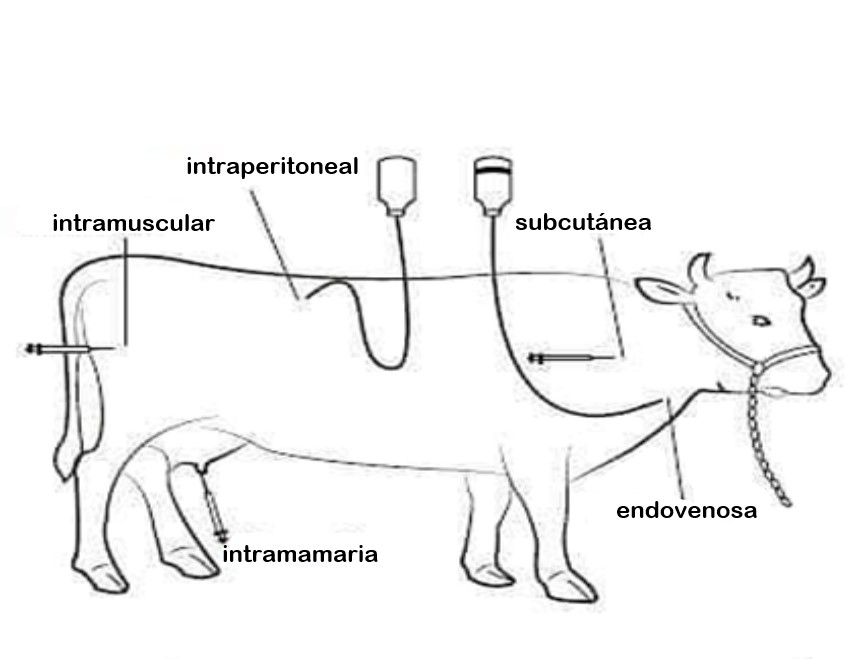 intraperitoneal
intramuscular
subcutánea
endovenosa
intramamaria